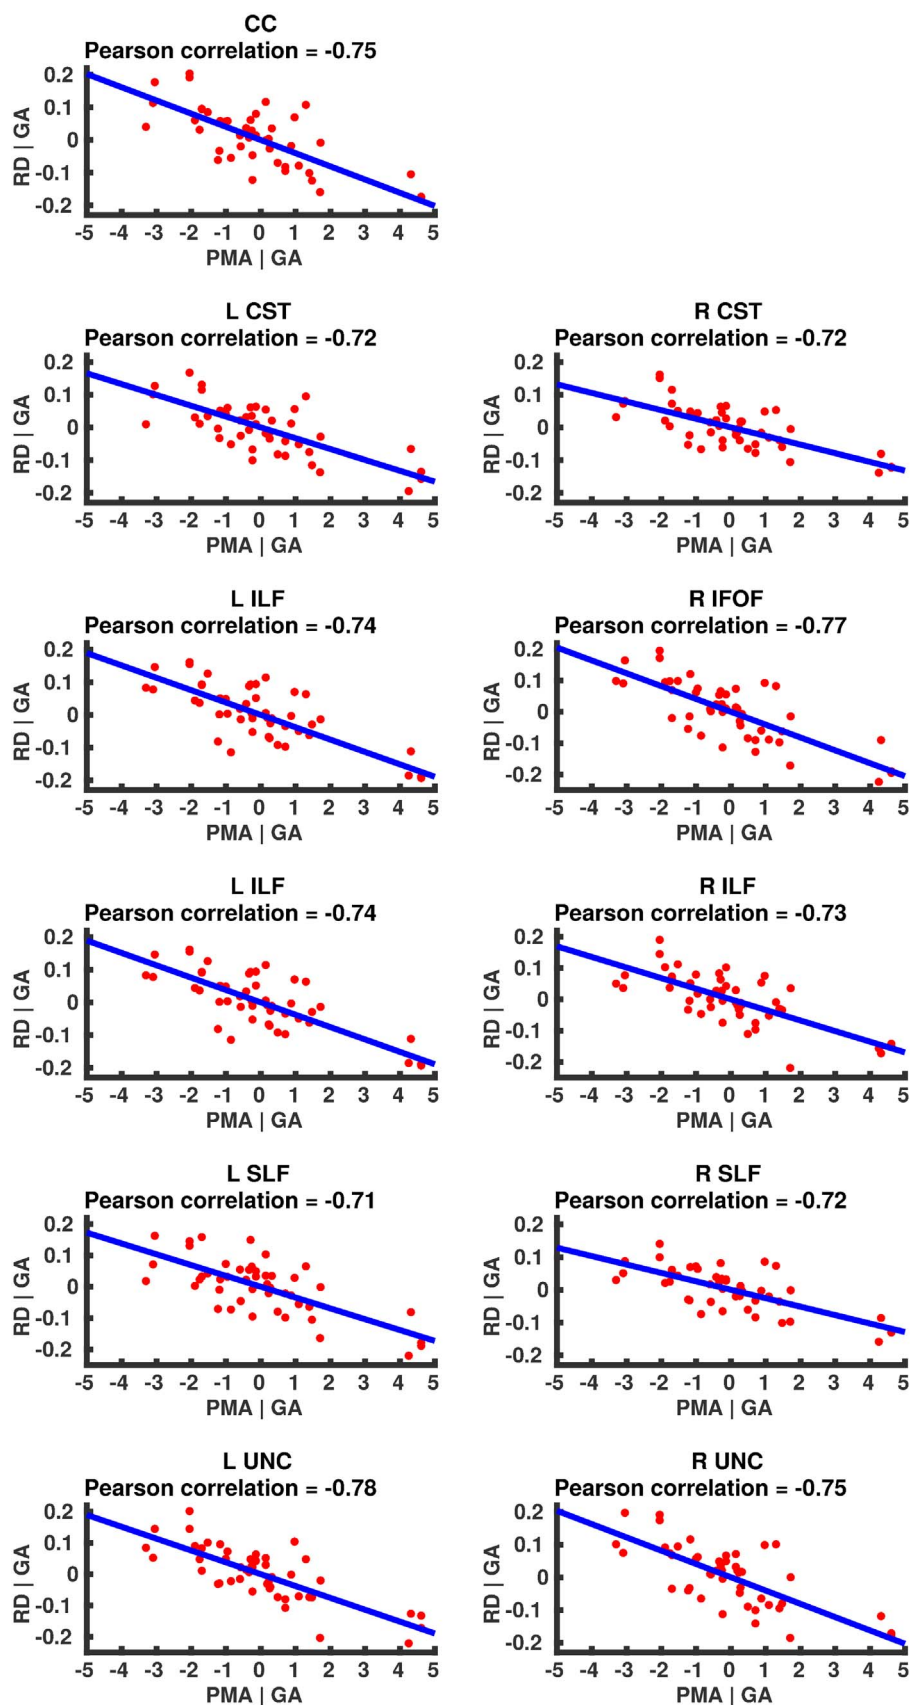 CC
Pearson correlation = -0.75
0.2
0.1
0
-0.1
-0.2
RD | GA
-5 -4 -3 -2 -1 0 1 2 3 4 5
PMA | GA
L CST
Pearson correlation = -0.72
0.2
0.1
0
-0.1
-0.2
RD | GA
-5 -4 -3 -2 -1 0 1 2 3 4 5
PMA | GA
R CST
Pearson correlation = -0.72
0.2
0.1
0
-0.1
-0.2
RD | GA
-5 -4 -3 -2 -1 0 1 2 3 4 5
PMA | GA
L ILF
Pearson correlation = -0.74
0.2
0.1
0
-0.1
-0.2
RD | GA
-5 -4 -3 -2 -1 0 1 2 3 4 5
PMA | GA
R IFOF
Pearson correlation = -0.77
0.2
0.1
0
-0.1
-0.2
RD | GA
-5 -4 -3 -2 -1 0 1 2 3 4 5
PMA | GA
L ILF
Pearson correlation = -0.74
0.2
0.1
0
-0.1
-0.2
RD | GA
-5 -4 -3 -2 -1 0 1 2 3 4 5
PMA | GA
R ILF
Pearson correlation = -0.73
0.2
0.1
0
-0.1
-0.2
RD | GA
-5 -4 -3 -2 -1 0 1 2 3 4 5
PMA | GA
L SLF
Pearson correlation = -0.71
0.2
0.1
0
-0.1
-0.2
RD | GA
-5 -4 -3 -2 -1 0 1 2 3 4 5
PMA | GA
R SLF
Pearson correlation = -0.72
0.2
0.1
0
-0.1
-0.2
RD | GA
-5 -4 -3 -2 -1 0 1 2 3 4 5
PMA | GA
L UNC
Pearson correlation = -0.78
0.2
0.1
0
-0.1
-0.2
RD | GA
-5 -4 -3 -2 -1 0 1 2 3 4 5
PMA | GA
R UNC
Pearson correlation = -0.75
0.2
0.1
0
-0.1
-0.2
RD | GA
-5 -4 -3 -2 -1 0 1 2 3 4 5
PMA | GA